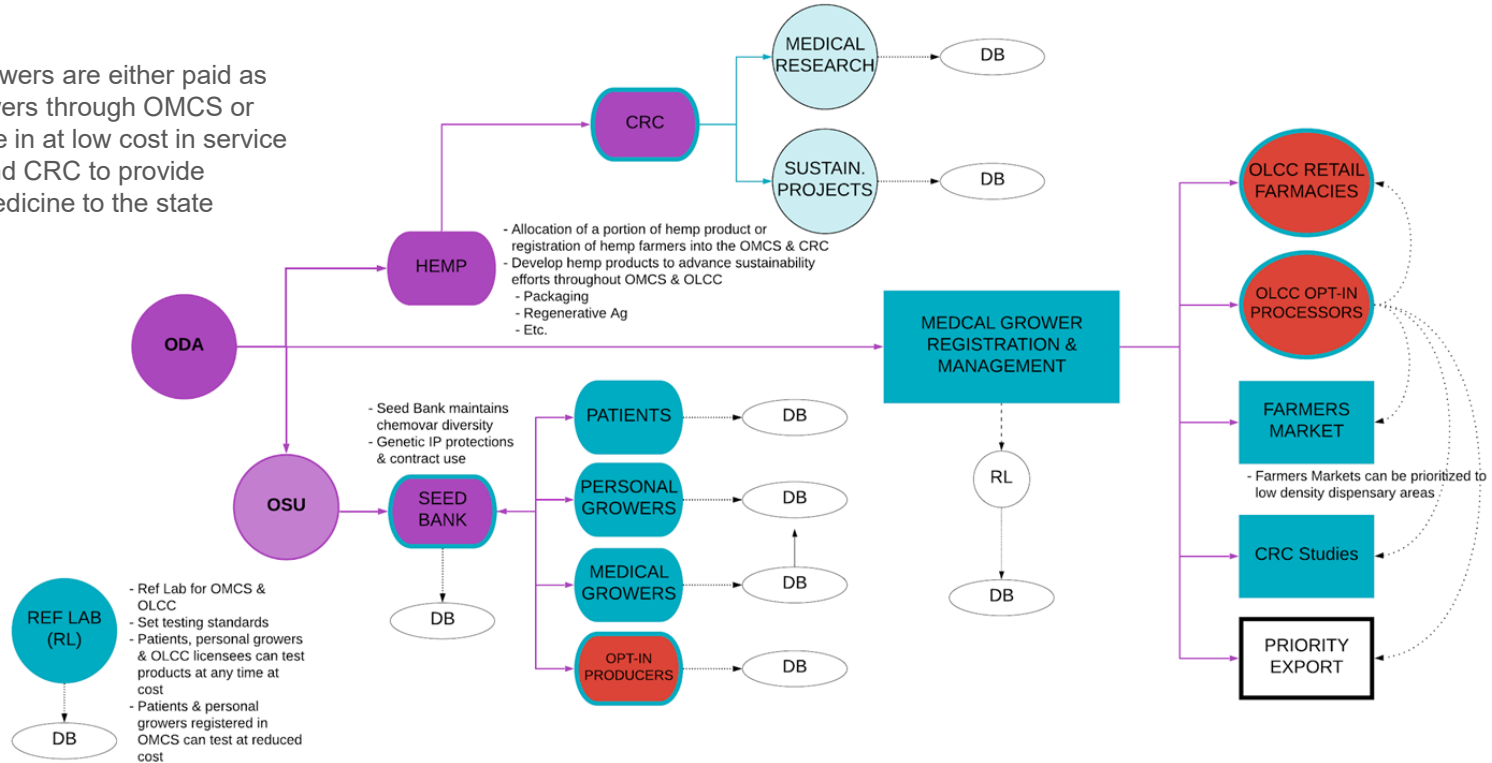 wers are either paid as
wers through OMCS or
e in at low cost in service
nd CRC to provide
edicine to the state
MEDICAL
RESEARCH
DB
CRC
SUSTAIN.
PROJECTS
DB
HEMP
- Allocation of a portion of hemp product or
registration of hemp farmers into the OMCS & CRC
- Develop hemp products to advance sustainability
efforts throughout OMCS & OLCC
- Packaging
- Regenerative Ag
- Etc.
ODA
MEDCAL GROWER
REGISTRATION &
MANAGEMENT
RL
DB
OLCC RETAIL
FARMACIES
OLCC OPT-IN
PROCESSORS
FARMERS
MARKET
- Farmers Markets can be prioritized to
low density dispensary areas
CRC Studies
PRIORITY
EXPORT
- Seed Bank maintains
chemovar diversity
- Genetic IP protections
& contract use
OSU
SEED
BANK
DB
PATIENTS
DB
PERSONAL
GROWERS
DB
MEDICAL
GROWERS
DB
OPT-IN
PRODUCERS
DB
REF LAB
(RL)
DB
- Ref Lab for OMCS &
OLCC
- Set testing standards
- Patients, personal growers
& OLCC licensees can test
products at any time at
cost
- Patients & personal
growers registered in
OMCS can test at reduced
cost